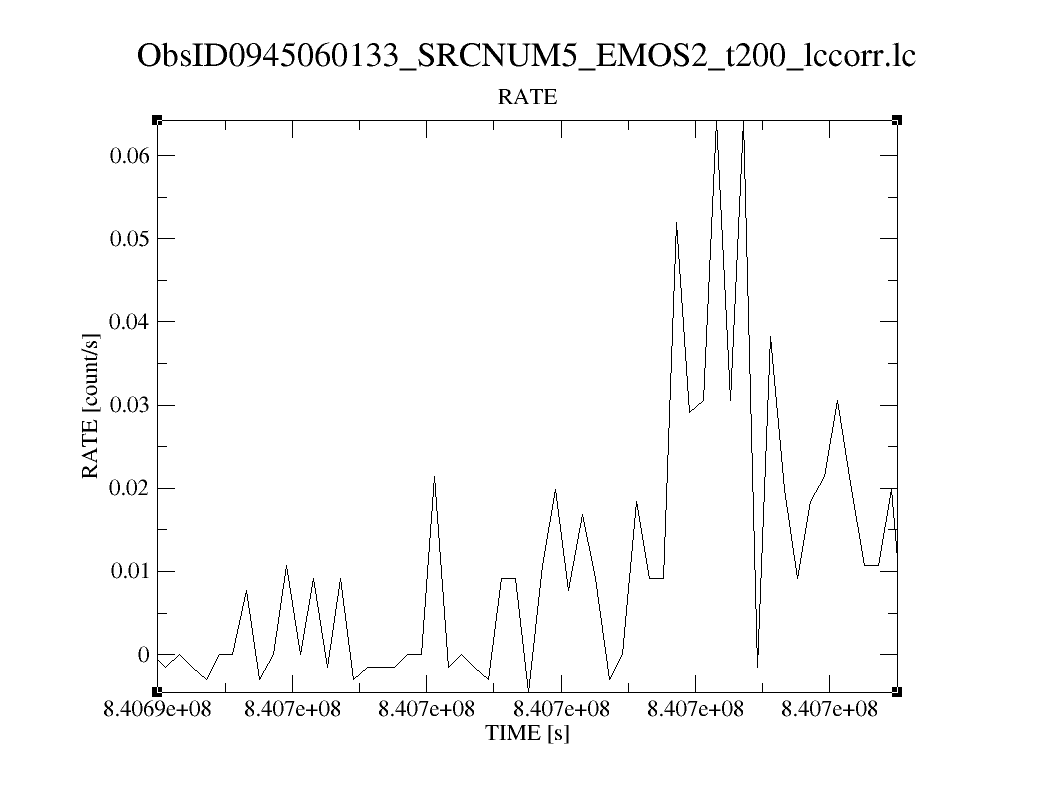 ObsID0945060133_SRCNUM5_EMOS2_t200_lccorr.lc
RATE
0.06
0.05
0.04
0.03
0.02
0.01
0
RATE [count/s]
8.4069e+08 8.407e+08 8.407e+08 8.407e+08 8.407e+08 8.407e+08
TIME [s]